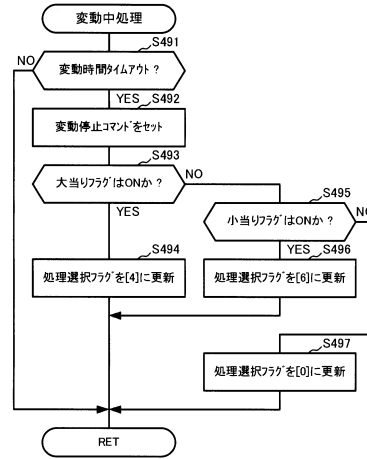 変動中処理
S491
NO
変動時間タイムアウト？
YES
S492
変動停止コマンドをセット
S493
大当りフラグはONか？
NO
YES
S495
小当りフラグはONか？
NO
S494
YES
S496
処理選択フラグを[4]に更新
処理選択フラグを[6]に更新
S497
処理選択フラグを[0]に更新
RET